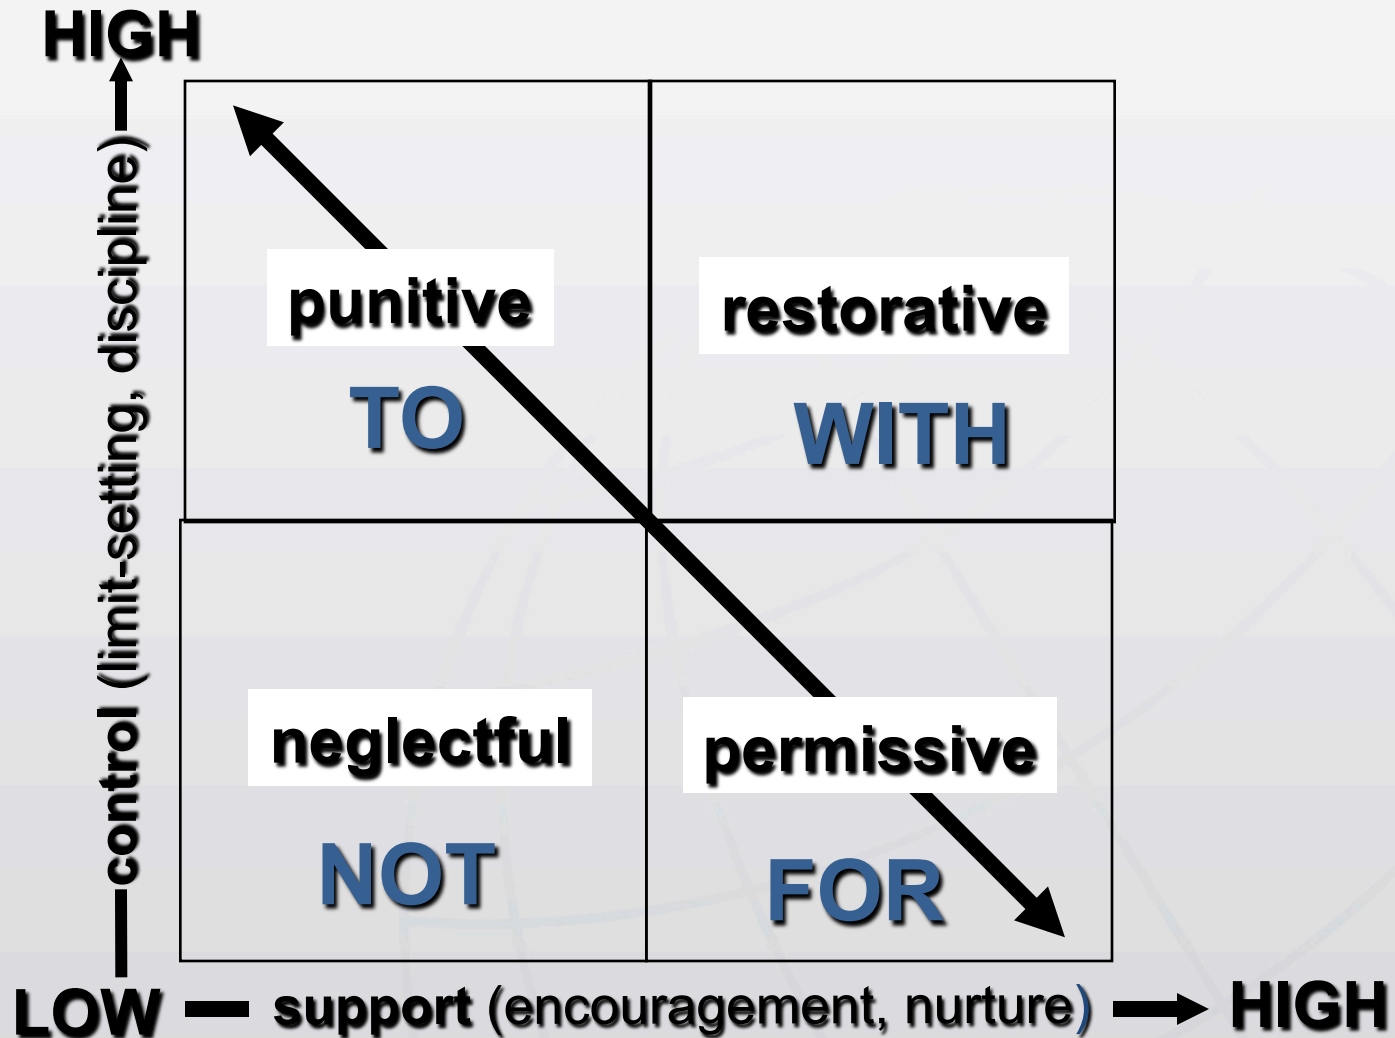 HIGH
control (limit-setting, discipline)
punitive
TO
restorative
WITH
neglectful
NOT
permissive
FOR
LOW
support (encouragement, nurture)
HIGH